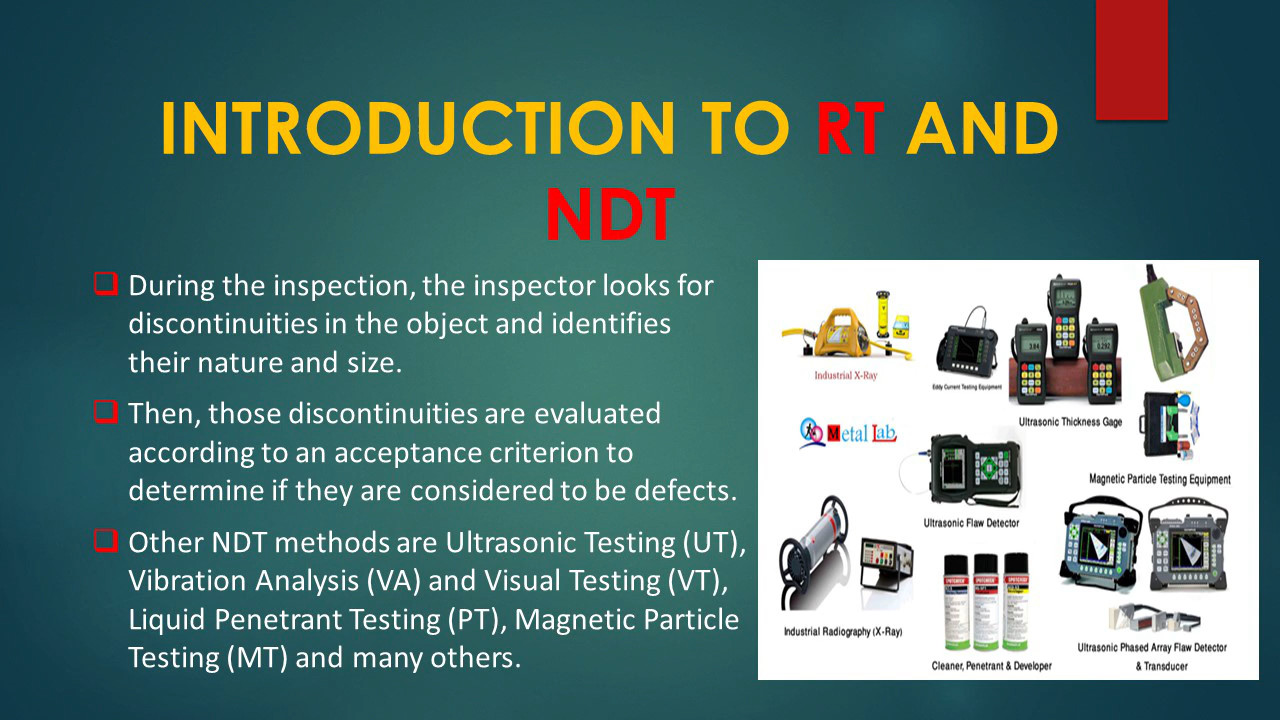 INTRODUCTION TO RT AND
NDT
During the inspection, the inspector looks for
discontinuities in the object and identifies
their nature and size.
Then, those discontinuities are evaluated
according to an acceptance criterion to
determine if they are considered to be defects.
Other NDT methods are Ultrasonic Testing (UT),
Vibration Analysis (VA) and Visual Testing (VT),
Liquid Penetrant Testing (PT), Magnetic Particle
Testing (MT) and many others.
Industrial X-Ray
Eddy Current Testing Equipment
Ultrasonic Thickness Gage
Metal Lab
Magnetic Particle Testing Equipment
Ultrasonic Flaw Detector
Industrial Radiography (X-Ray)
Cleaner, Penetrant & Developer
Ultrasonic Phased Array Flaw Detector
& Transducer